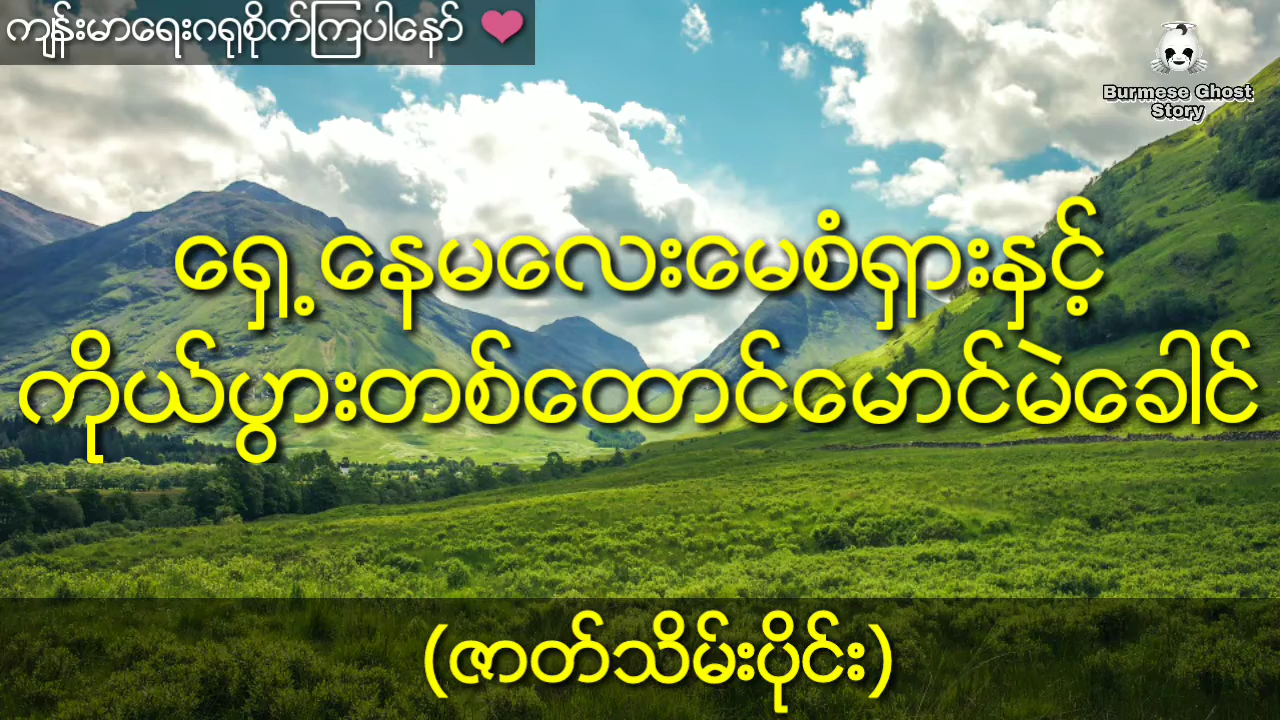 ကျန်းမာရေးဂရုစိုက်ကြပါနော် ❤
Burmese Ghost
Story
ရှေ့နေမလေးမေစံရှားနှင့်
ကိုယ်ပွားတစ်ထောင်မောင်မဲခေါင်
(ဇာတ်သိမ်းပိုင်း)